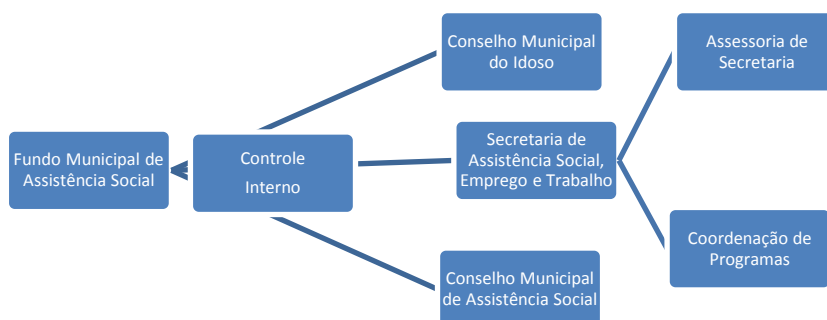 Fundo Municipal de
Assistência Social
Controle
Interno
Conselho Municipal
do Idoso
Secretaria de
Assistência Social,
Emprego e Trabalho
Conselho Municipal
de Assistência Social
Assessoria de
Secretaria
Coordenação de
Programas